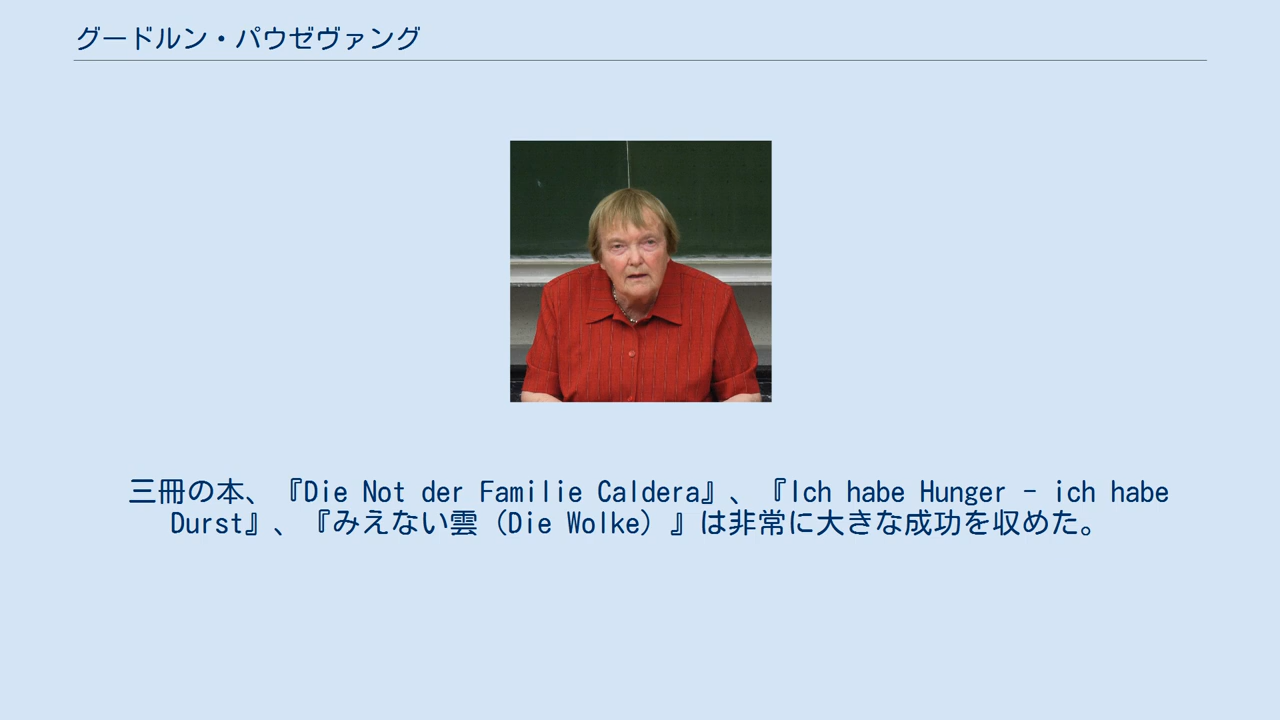 グードルン・パウゼヴァング
三冊の本、『Die Not der Familie Caldera』、『Ich habe Hunger – ich habe
Durst』、『みえない雲（Die Wolke）』は非常に大きな成功を収めた。